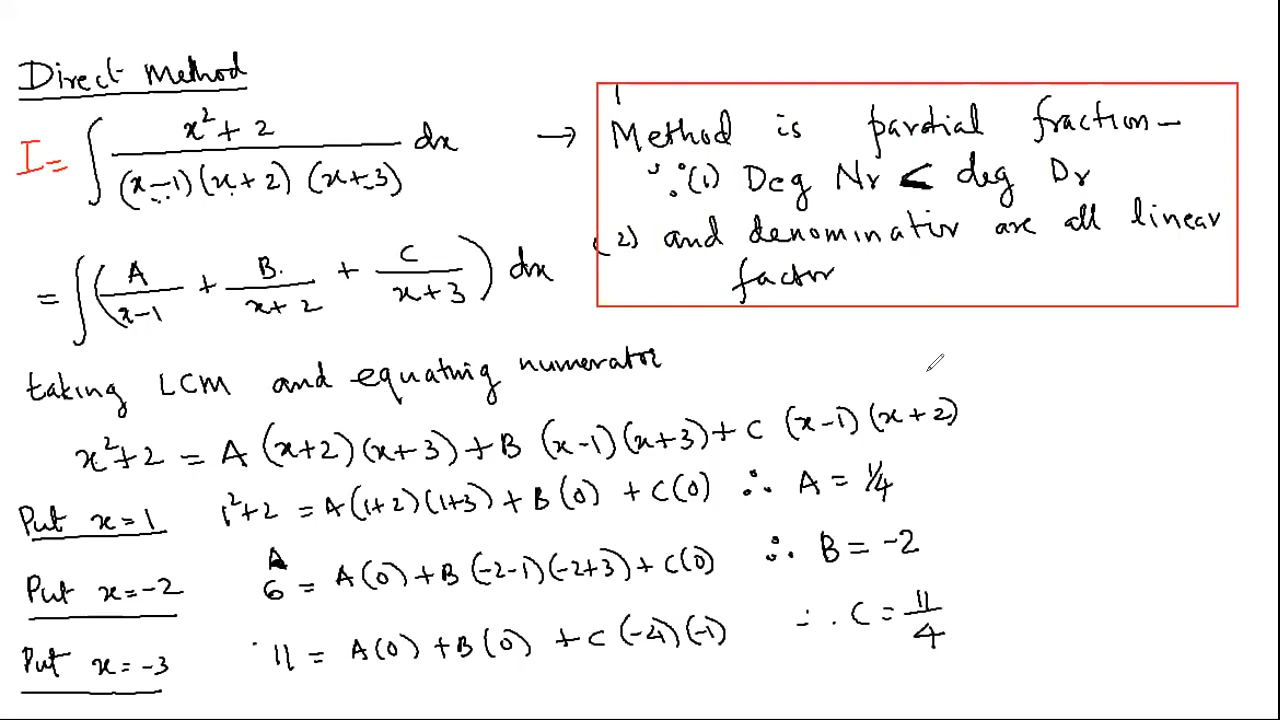 Direct Method
I = ∫ (x² + 2) / ((x-1)(x+2)(x+3)) dx →
Method is partial fraction -
∵ (1) Deg Nr < deg Dr
(2) and denominator are all linear
factor
= ∫ (A/(x-1) + B/(x+2) + C/(x+3)) dx
taking LCM and equating numerator
x²+2 = A (x+2)(x+3) + B (x-1)(x+3) + C (x-1)(x+2)
Put x=1 1²+2 = A(1+2)(1+3) + B(0) + C(0) ∴ A = 1/4
Put x=-2 6 = A(0) + B(-2-1)(-2+3) + C(0) ∴ B = -2
Put x=-3 11 = A(0) + B(0) + C(-4)(-1) ∴ C = 11/4